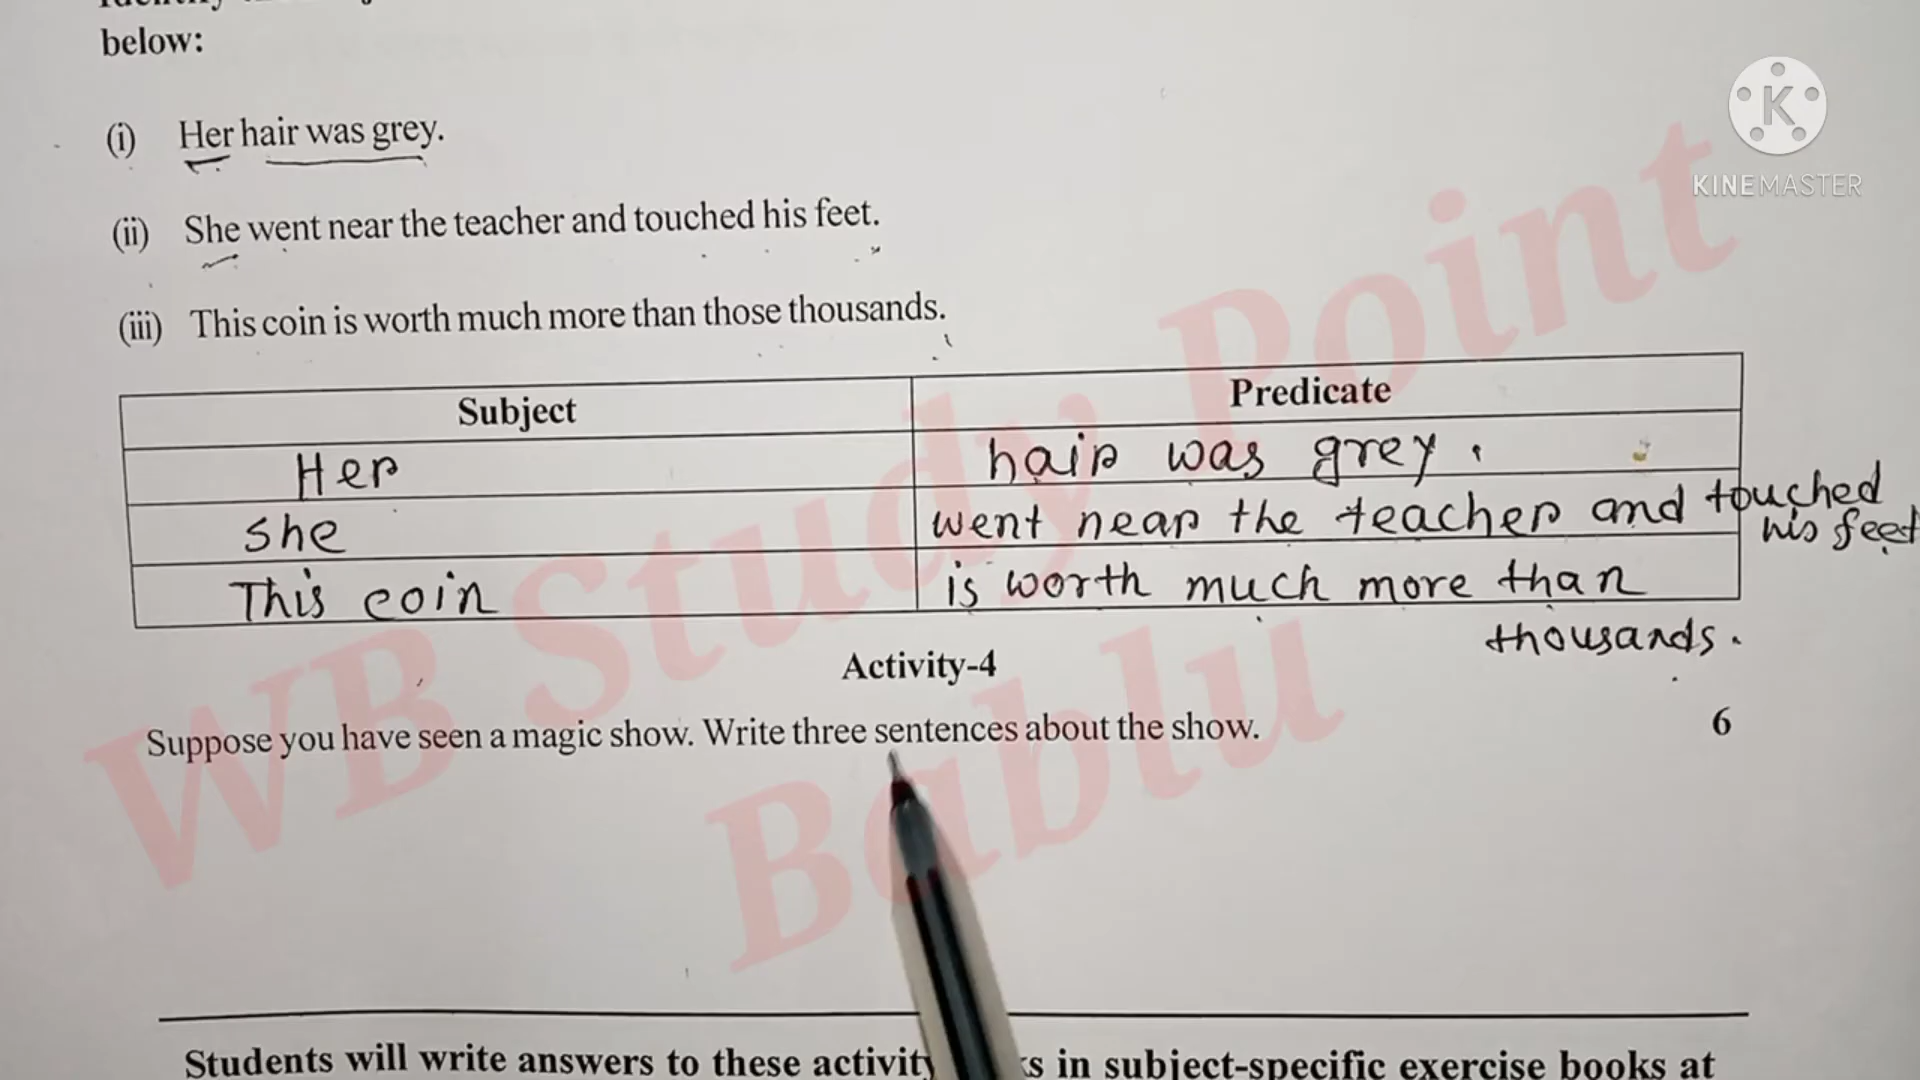 below:
KINEMASTER
(i) Her hair was grey.
(ii) She went near the teacher and touched his feet.
(iii) This coin is worth much more than those thousands.
Subject Predicate
Her hair was grey.
She went near the teacher and touched his feet
This coin is worth much more than thousands.
Activity-4
Suppose you have seen a magic show. Write three sentences about the show. 6
WB Study Point
Bablu
Students will write answers to these activity in subject-specific exercise books at